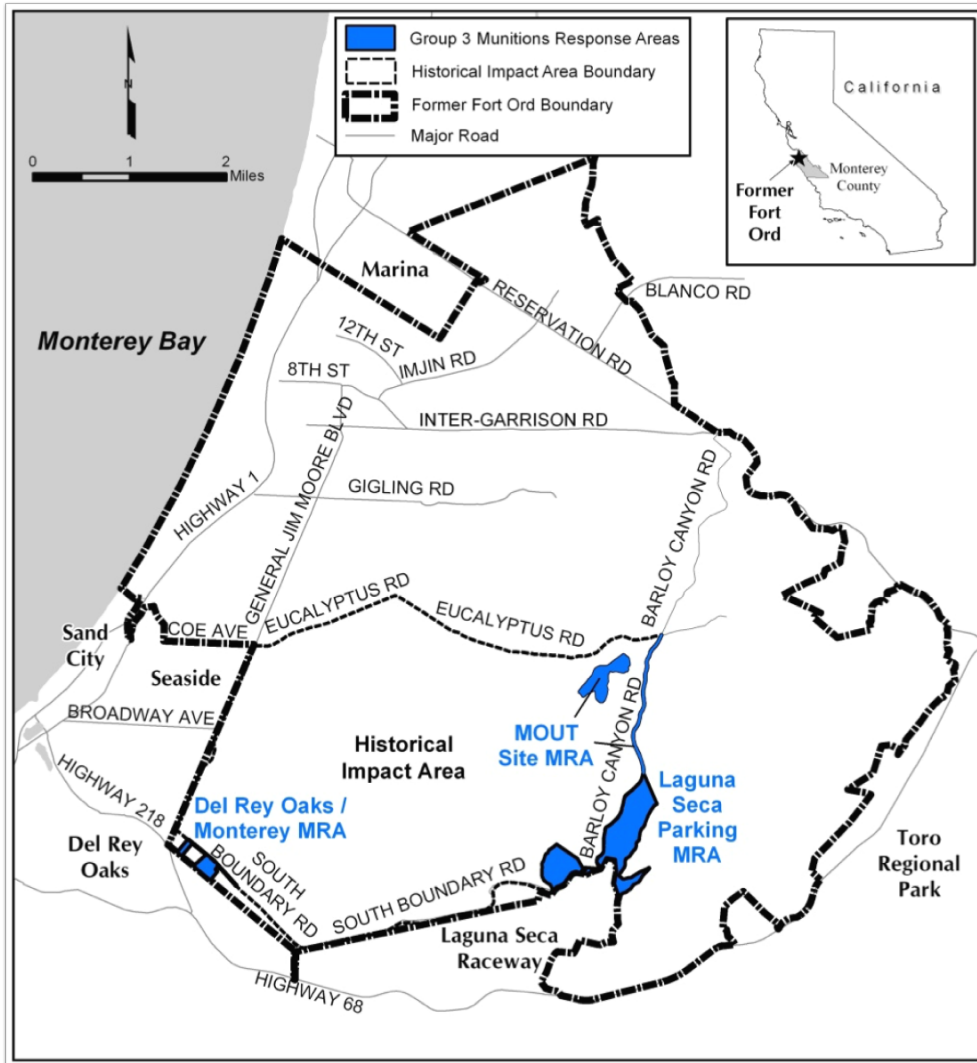 Group 3 Munitions Response Areas
Historical Impact Area Boundary
Former Fort Ord Boundary
Major Road
N
0 1 2
Miles
California
Monterey
County
Former
Fort
Ord
Marina
RESERVATION RD
BLANCO RD
Monterey Bay
12TH ST
IMJIN RD
8TH ST
INTER-GARRISON RD
GENERAL JIM MOORE BLVD
GIGLING RD
HIGHWAY 1
BARLOY CANYON RD
EUCALYPTUS RD
EUCALYPTUS RD
COE AVE
Sand
City
Seaside
BROADWAY AVE
MOUT
Site MRA
BARLOY CANYON RD
Historical
Impact Area
Laguna
Seca
Parking
MRA
HIGHWAY 218
Del Rey Oaks /
Monterey MRA
Del Rey
Oaks
SOUTH
BOUNDARY RD
SOUTH BOUNDARY RD
Toro
Regional
Park
Laguna Seca
Raceway
HIGHWAY 68